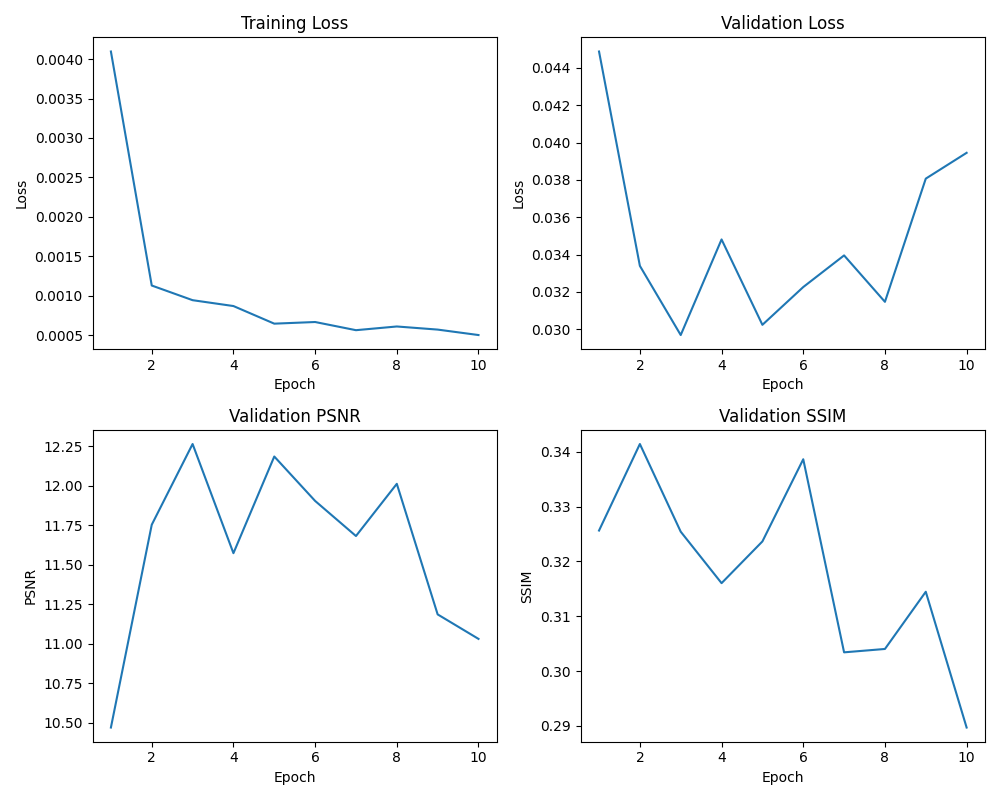 Training Loss
Loss
0.0040
0.0035
0.0030
0.0025
0.0020
0.0015
0.0010
0.0005
2 4 6 8 10
Epoch
Validation Loss
Loss
0.044
0.042
0.040
0.038
0.036
0.034
0.032
0.030
2 4 6 8 10
Epoch
Validation PSNR
PSNR
12.25
12.00
11.75
11.50
11.25
11.00
10.75
10.50
2 4 6 8 10
Epoch
Validation SSIM
SSIM
0.34
0.33
0.32
0.31
0.30
0.29
2 4 6 8 10
Epoch